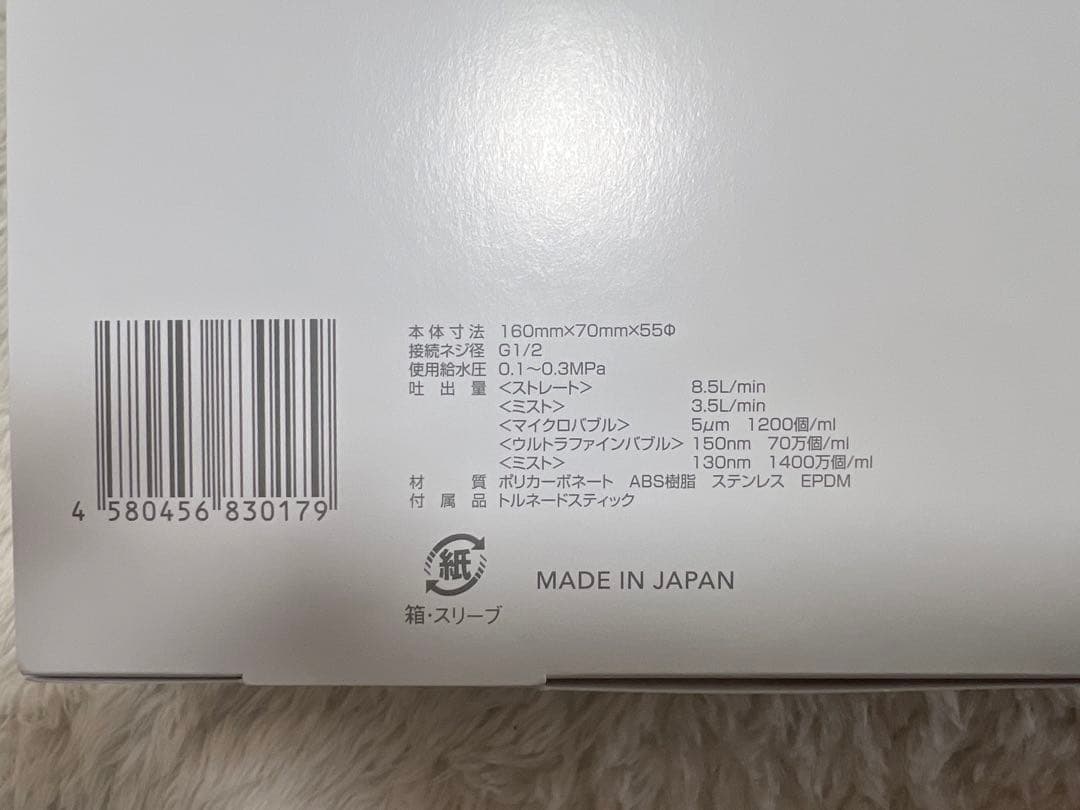 本体寸法 160mm×70mm×55Φ
接続ネジ径 G1/2
使用給水圧 0.1～0.3MPa
吐出量 <ストレート> 8.5L/min
<ミスト> 3.5L/min
<マイクロバブル> 5μm 1200個/ml
<ウルトラファインバブル> 150nm 70万個/ml
<ミスト> 130nm 1400万個/ml
材質 ポリカーボネート ABS樹脂 ステンレス EPDM
付属品 トルネードスティック
4 580456 830179
紙
箱・スリーブ
MADE IN JAPAN